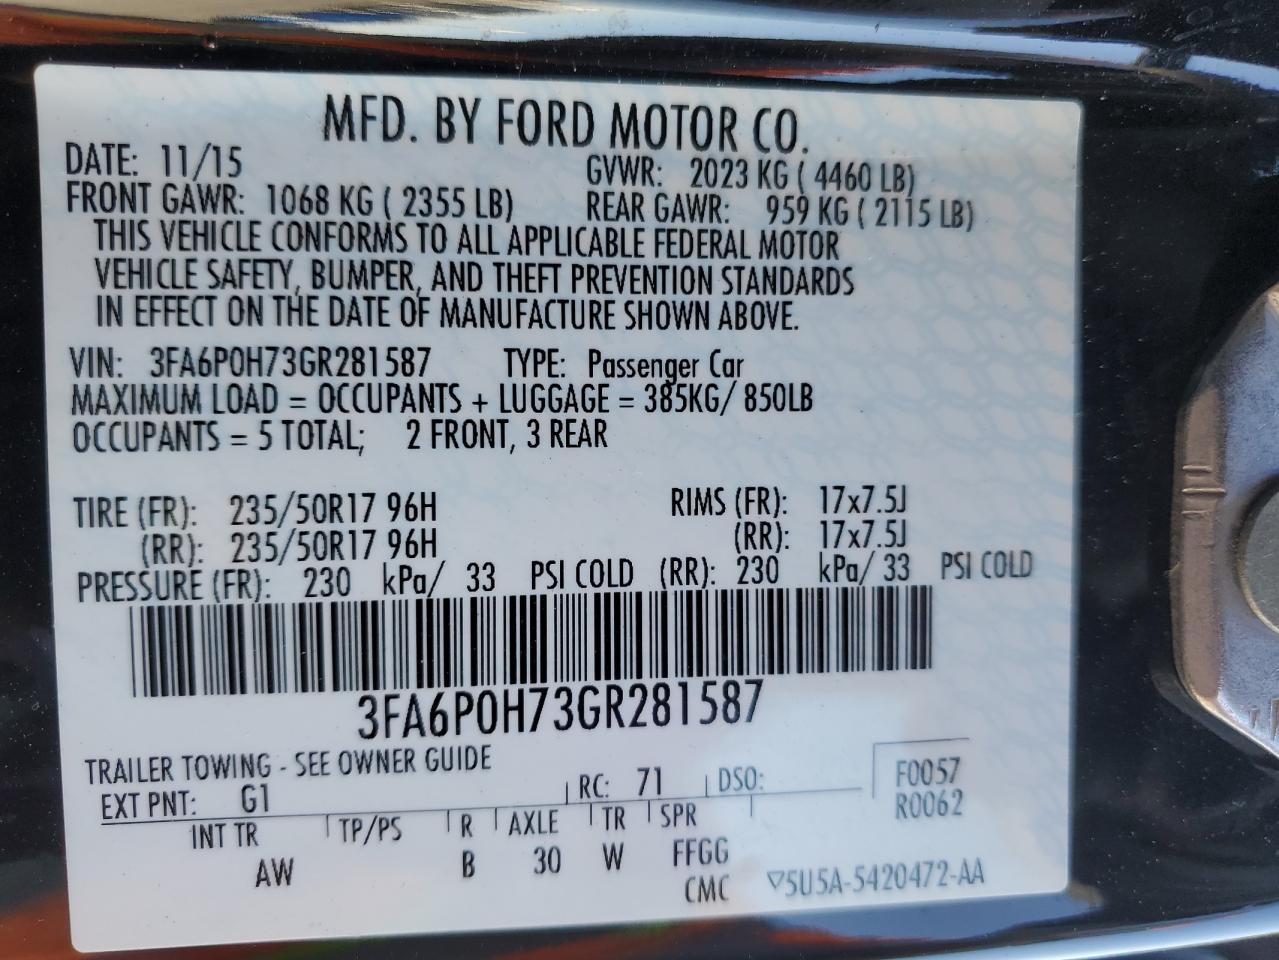 MFD. BY FORD MOTOR CO.
DATE: 11/15 GVWR: 2023 KG ( 4460 LB)
FRONT GAWR: 1068 KG ( 2355 LB) REAR GAWR: 959 KG ( 2115 LB)
THIS VEHICLE CONFORMS TO ALL APPLICABLE FEDERAL MOTOR
VEHICLE SAFETY, BUMPER, AND THEFT PREVENTION STANDARDS
IN EFFECT ON THE DATE OF MANUFACTURE SHOWN ABOVE.
VIN: 3FA6P0H73GR281587 TYPE: Passenger Car
MAXIMUM LOAD = OCCUPANTS + LUGGAGE = 385KG/ 850LB
OCCUPANTS = 5 TOTAL; 2 FRONT, 3 REAR
TIRE (FR): 235/50R17 96H RIMS (FR): 17x7.5J
(RR): 235/50R17 96H (RR): 17x7.5J
PRESSURE (FR): 230 kPa/ 33 PSI COLD (RR): 230 kPa/ 33 PSI COLD
3FA6P0H73GR281587
TRAILER TOWING - SEE OWNER GUIDE
EXT PNT: G1 RC: 71 DSO: F0057
R0062
INT TR TP/PS R AXLE TR SPR
AW B 30 W FFGG
CMC 5U5A-5420472-AA